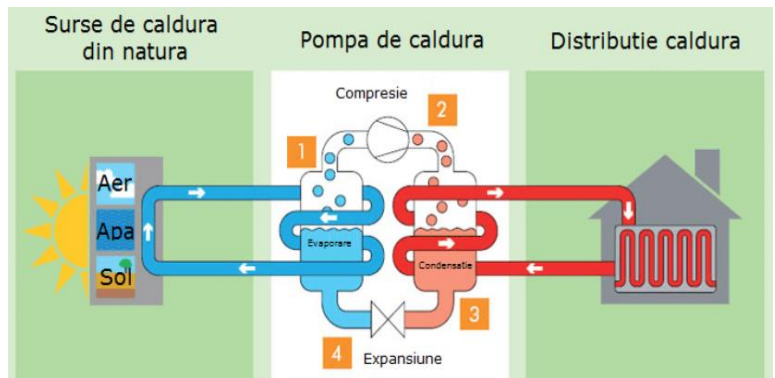 Surse de caldura
din natura
Pompa de caldura
Distributie caldura
Compresie
2
1
Aer
Apa
Sol
Evaporare
Condensatie
3
4
Expansiune